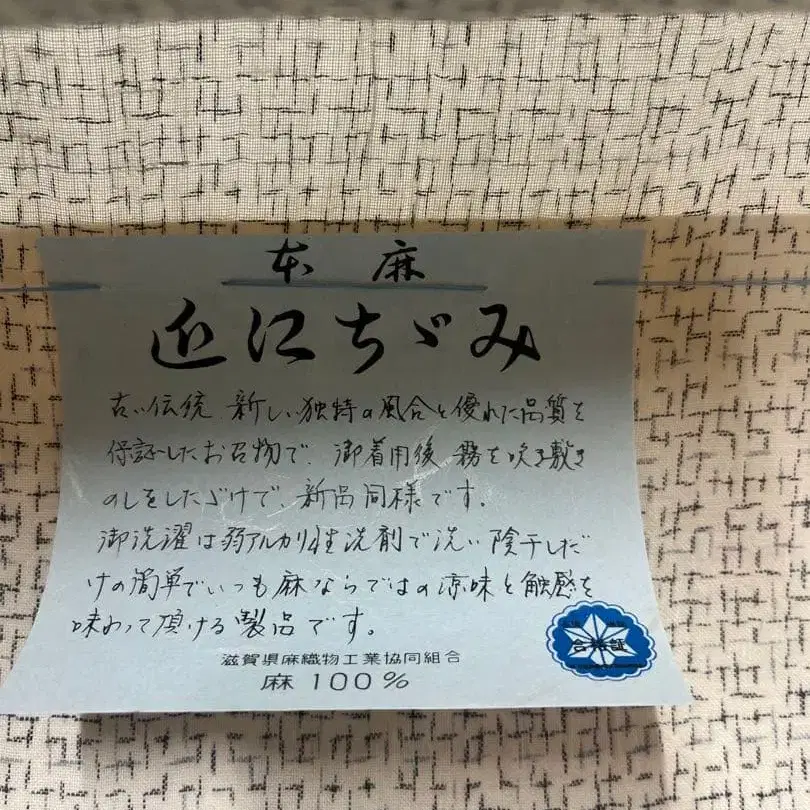 本麻
近江ちゞみ
古い伝統 新しい独特の風合と優れた品質を
保証したお召物で、御着用後 霧を吹き敷き
のしをしたゞけで、新品同様です。
御洗濯は弱アルカリ性洗剤で洗い 陰干しだ
けの簡単でいつも麻ならではの涼味と触感を
味わって頂ける製品です。
滋賀県麻織物工業協同組合
麻 100%
合格証